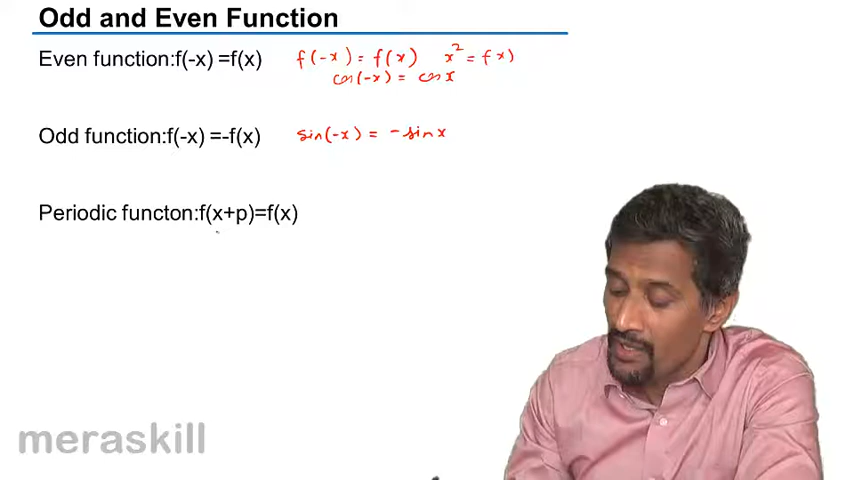 Odd and Even Function
Even function:f(-x) =f(x) f(-x) = f(x) x² = f x)
cos(-x) = cos x
Odd function:f(-x) =-f(x) sin(-x) = - sin x
Periodic functon:f(x+p)=f(x)
meraskill